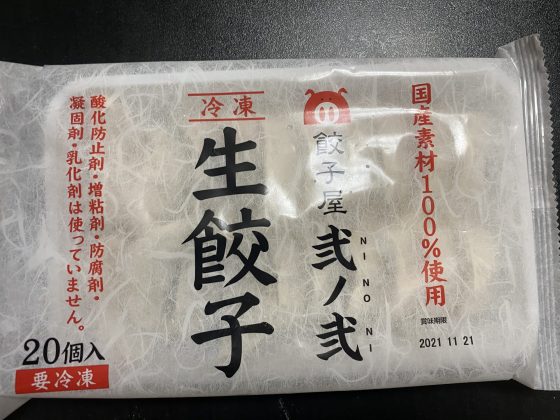 国産素材100%使用
賞味期限
2021 11 21
餃子屋 弐ノ弐
NI NO NI
冷凍
生餃子
酸化防止剤・増粘剤・防腐剤・
凝固剤・乳化剤は使っていません。
20個入
要冷凍